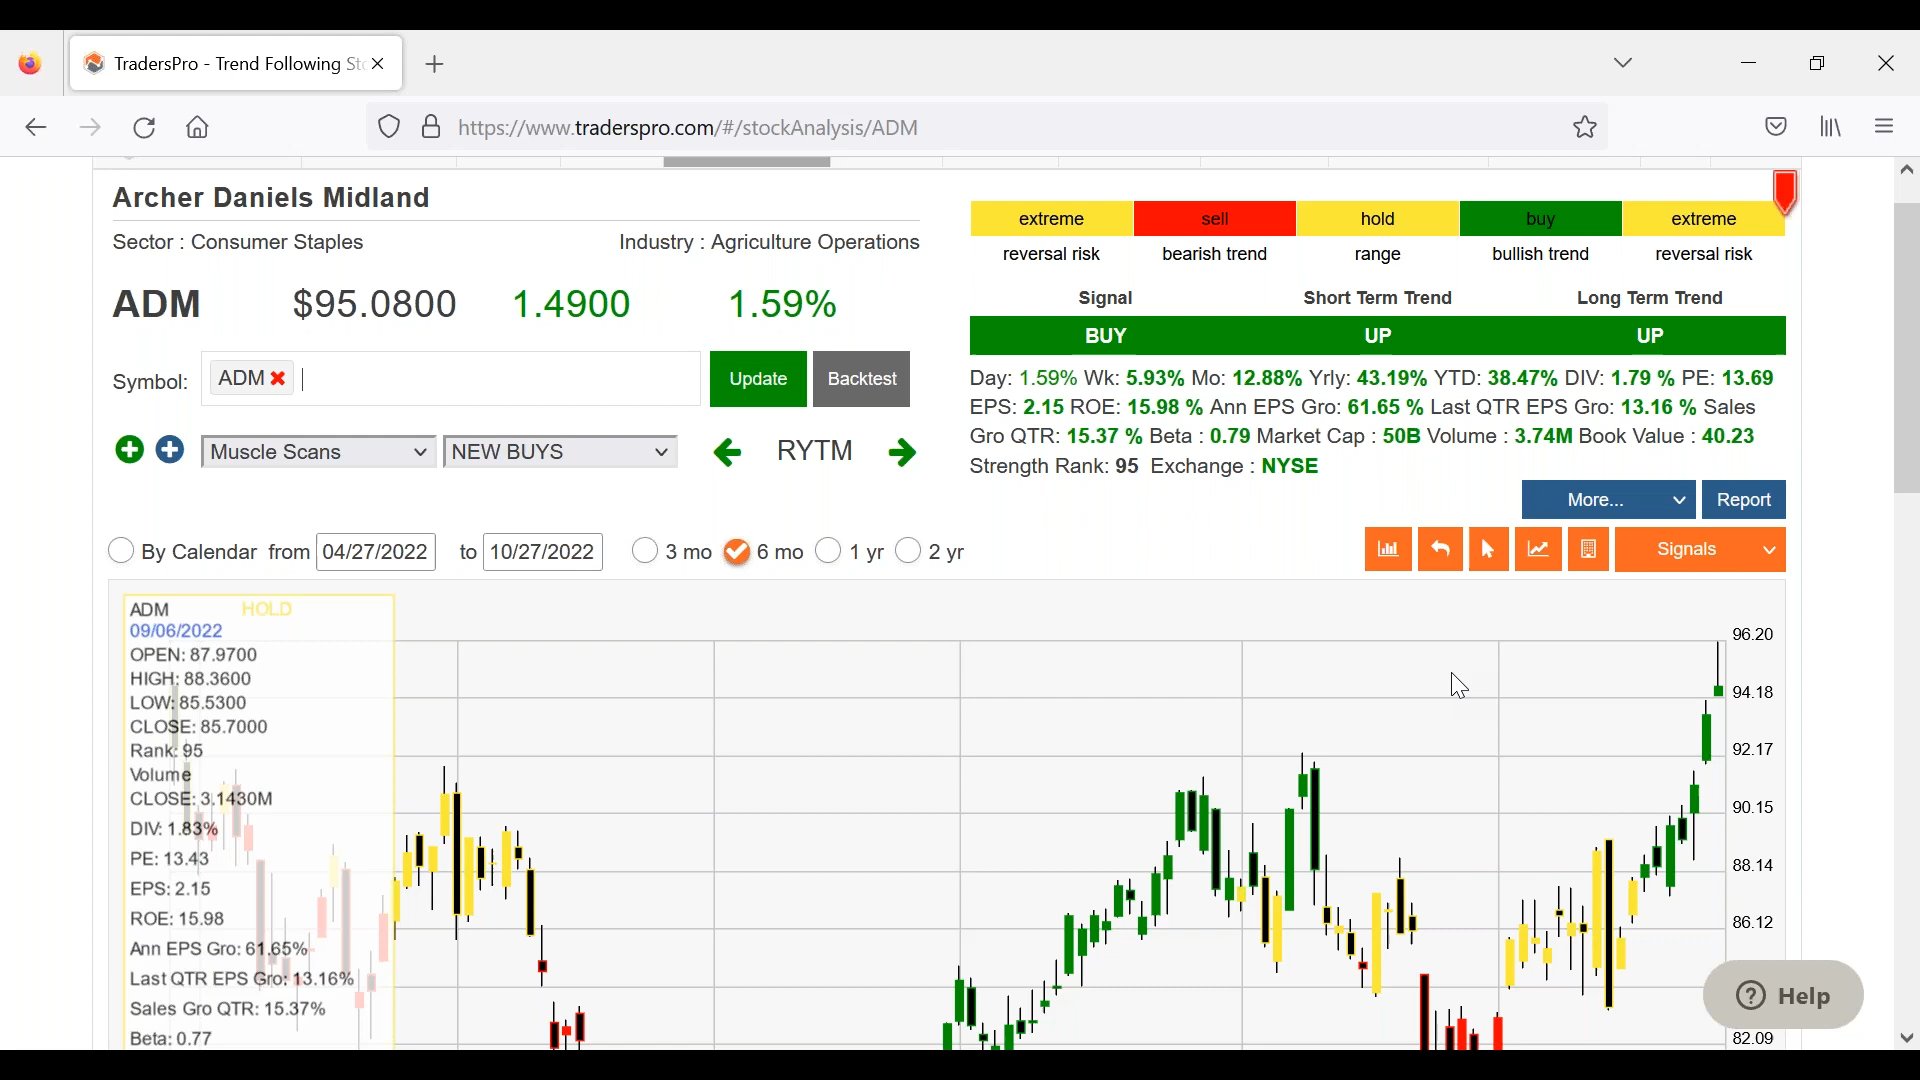 TradersPro - Trend Following Sto
https://www.traderspro.com/#/stockAnalysis/ADM
Archer Daniels Midland
Sector : Consumer Staples Industry : Agriculture Operations
ADM $95.0800 1.4900 1.59%
Symbol: ADM Update Backtest
Muscle Scans NEW BUYS RYTM
extreme sell hold buy extreme
reversal risk bearish trend range bullish trend reversal risk
Signal Short Term Trend Long Term Trend
BUY UP UP
Day: 1.59% Wk: 5.93% Mo: 12.88% Yrly: 43.19% YTD: 38.47% DIV: 1.79 % PE: 13.69
EPS: 2.15 ROE: 15.98 % Ann EPS Gro: 61.65 % Last QTR EPS Gro: 13.16 % Sales
Gro QTR: 15.37 % Beta : 0.79 Market Cap : 50B Volume : 3.74M Book Value : 40.23
Strength Rank: 95 Exchange : NYSE
More... Report
By Calendar from 04/27/2022 to 10/27/2022 3 mo 6 mo 1 yr 2 yr
Signals
ADM HOLD
09/06/2022
OPEN: 87.9700
HIGH: 88.3600
LOW: 85.5300
CLOSE: 85.7000
Rank: 95
Volume
CLOSE: 3.1430M
DIV: 1.83%
PE: 13.43
EPS: 2.15
ROE: 15.98
Ann EPS Gro: 61.65%
Last QTR EPS Gro: 13.16%
Sales Gro QTR: 15.37%
Beta: 0.77
96.20
94.18
92.17
90.15
88.14
86.12
82.09
Help